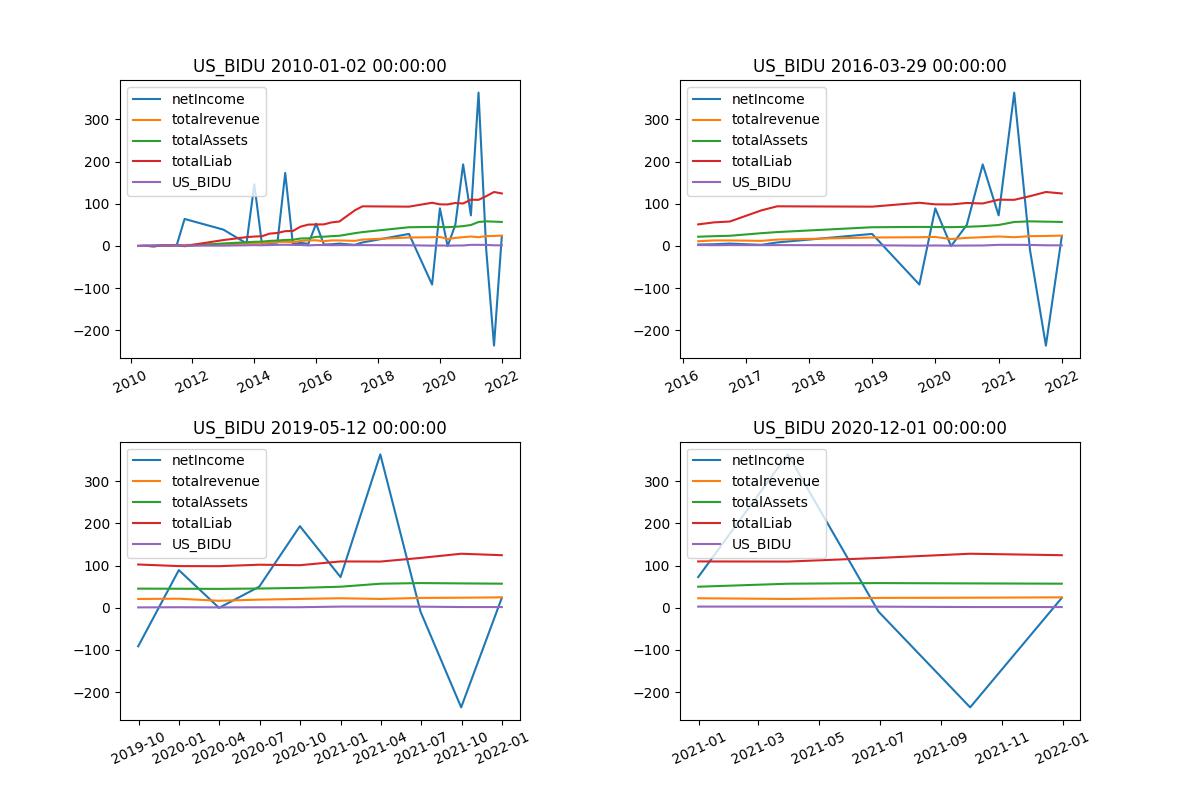 US_BIDU 2010-01-02 00:00:00
netIncome
totalrevenue
totalAssets
totalLiab
US_BIDU
300
200
100
0
−100
−200
2010 2012 2014 2016 2018 2020 2022
US_BIDU 2016-03-29 00:00:00
netIncome
totalrevenue
totalAssets
totalLiab
US_BIDU
300
200
100
0
−100
−200
2016 2017 2018 2019 2020 2021 2022
US_BIDU 2019-05-12 00:00:00
netIncome
totalrevenue
totalAssets
totalLiab
US_BIDU
300
200
100
0
−100
−200
2019-10 2020-01 2020-04 2020-07 2020-10 2021-01 2021-04 2021-07 2021-10 2022-01
US_BIDU 2020-12-01 00:00:00
netIncome
totalrevenue
totalAssets
totalLiab
US_BIDU
300
200
100
0
−100
−200
2021-01 2021-03 2021-05 2021-07 2021-09 2021-11 2022-01